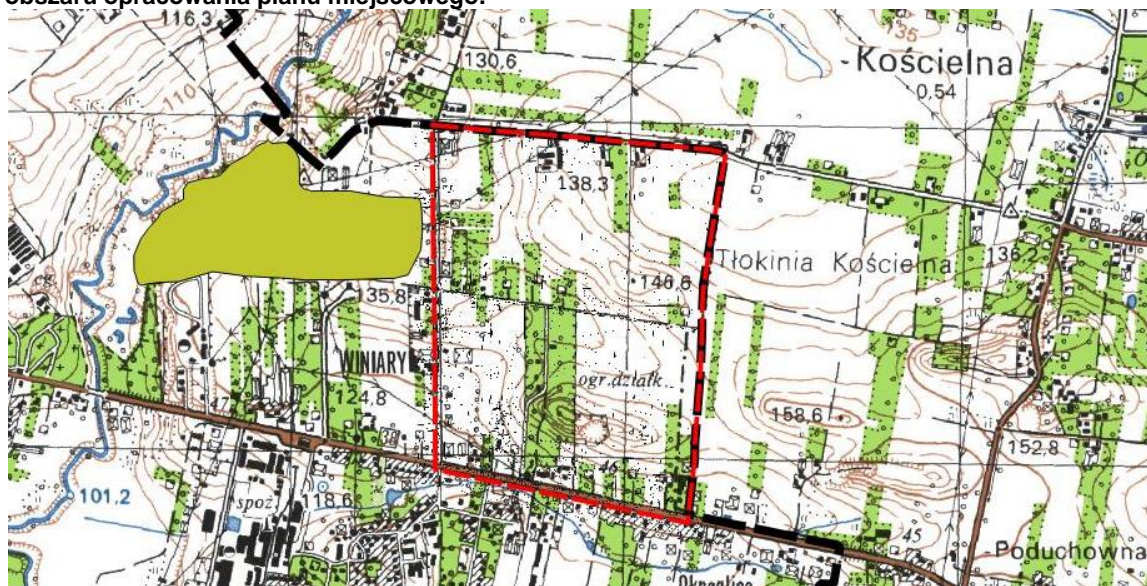 obszaru opracowania planu miejscowego.
116,3
135
130,6
Kościelna
0,54
110
138,3
Tłokinia Kościelna
136,2
146,6
135,8
WINIARY
ogr.działk.
124,8
158,6
152,8
47
46
101,2
spoż.
118,6
45
Poduchowna